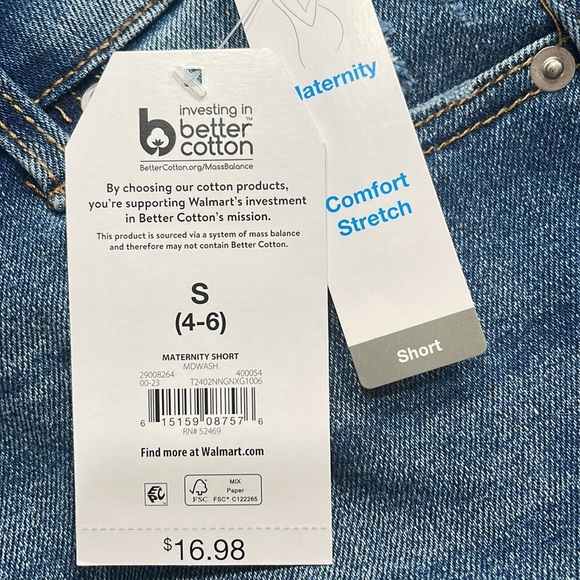 investing in
better™
cotton
BetterCotton.org/MassBalance
By choosing our cotton products,
you're supporting Walmart's investment
in Better Cotton's mission.
This product is sourced via a system of mass balance
and therefore may not contain Better Cotton.
S
(4-6)
MATERNITY SHORT
MDWASH
29008264 400054
00-23 T2402NNGNXG1006
6 15159 08757 6
RN# 52469
Find more at Walmart.com
FSC
MIX
Paper
FSC® C122265
$16.98
Maternity
Comfort
Stretch
Short